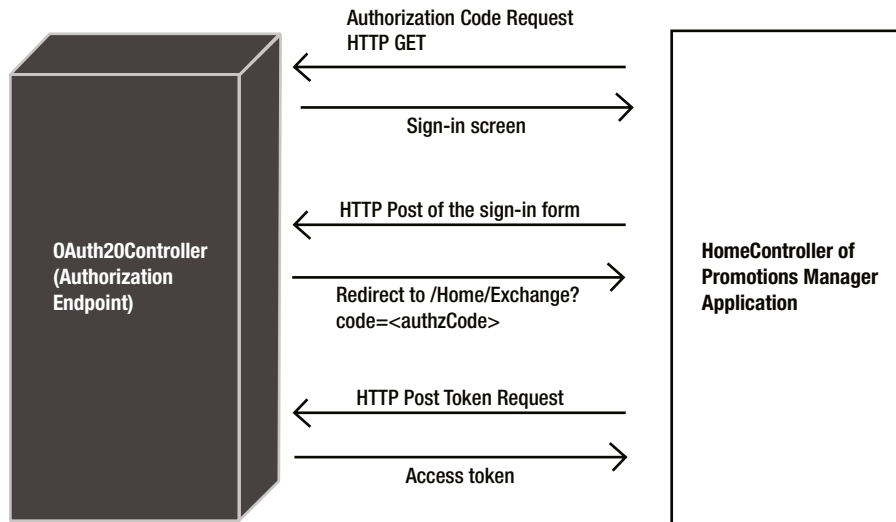 Authorization Code Request
HTTP GET
Sign-in screen
HTTP Post of the sign-in form
OAuth20Controller
(Authorization
Endpoint)
HomeController of
Promotions Manager
Application
Redirect to /Home/Exchange?
code=<authzCode>
HTTP Post Token Request
Access token